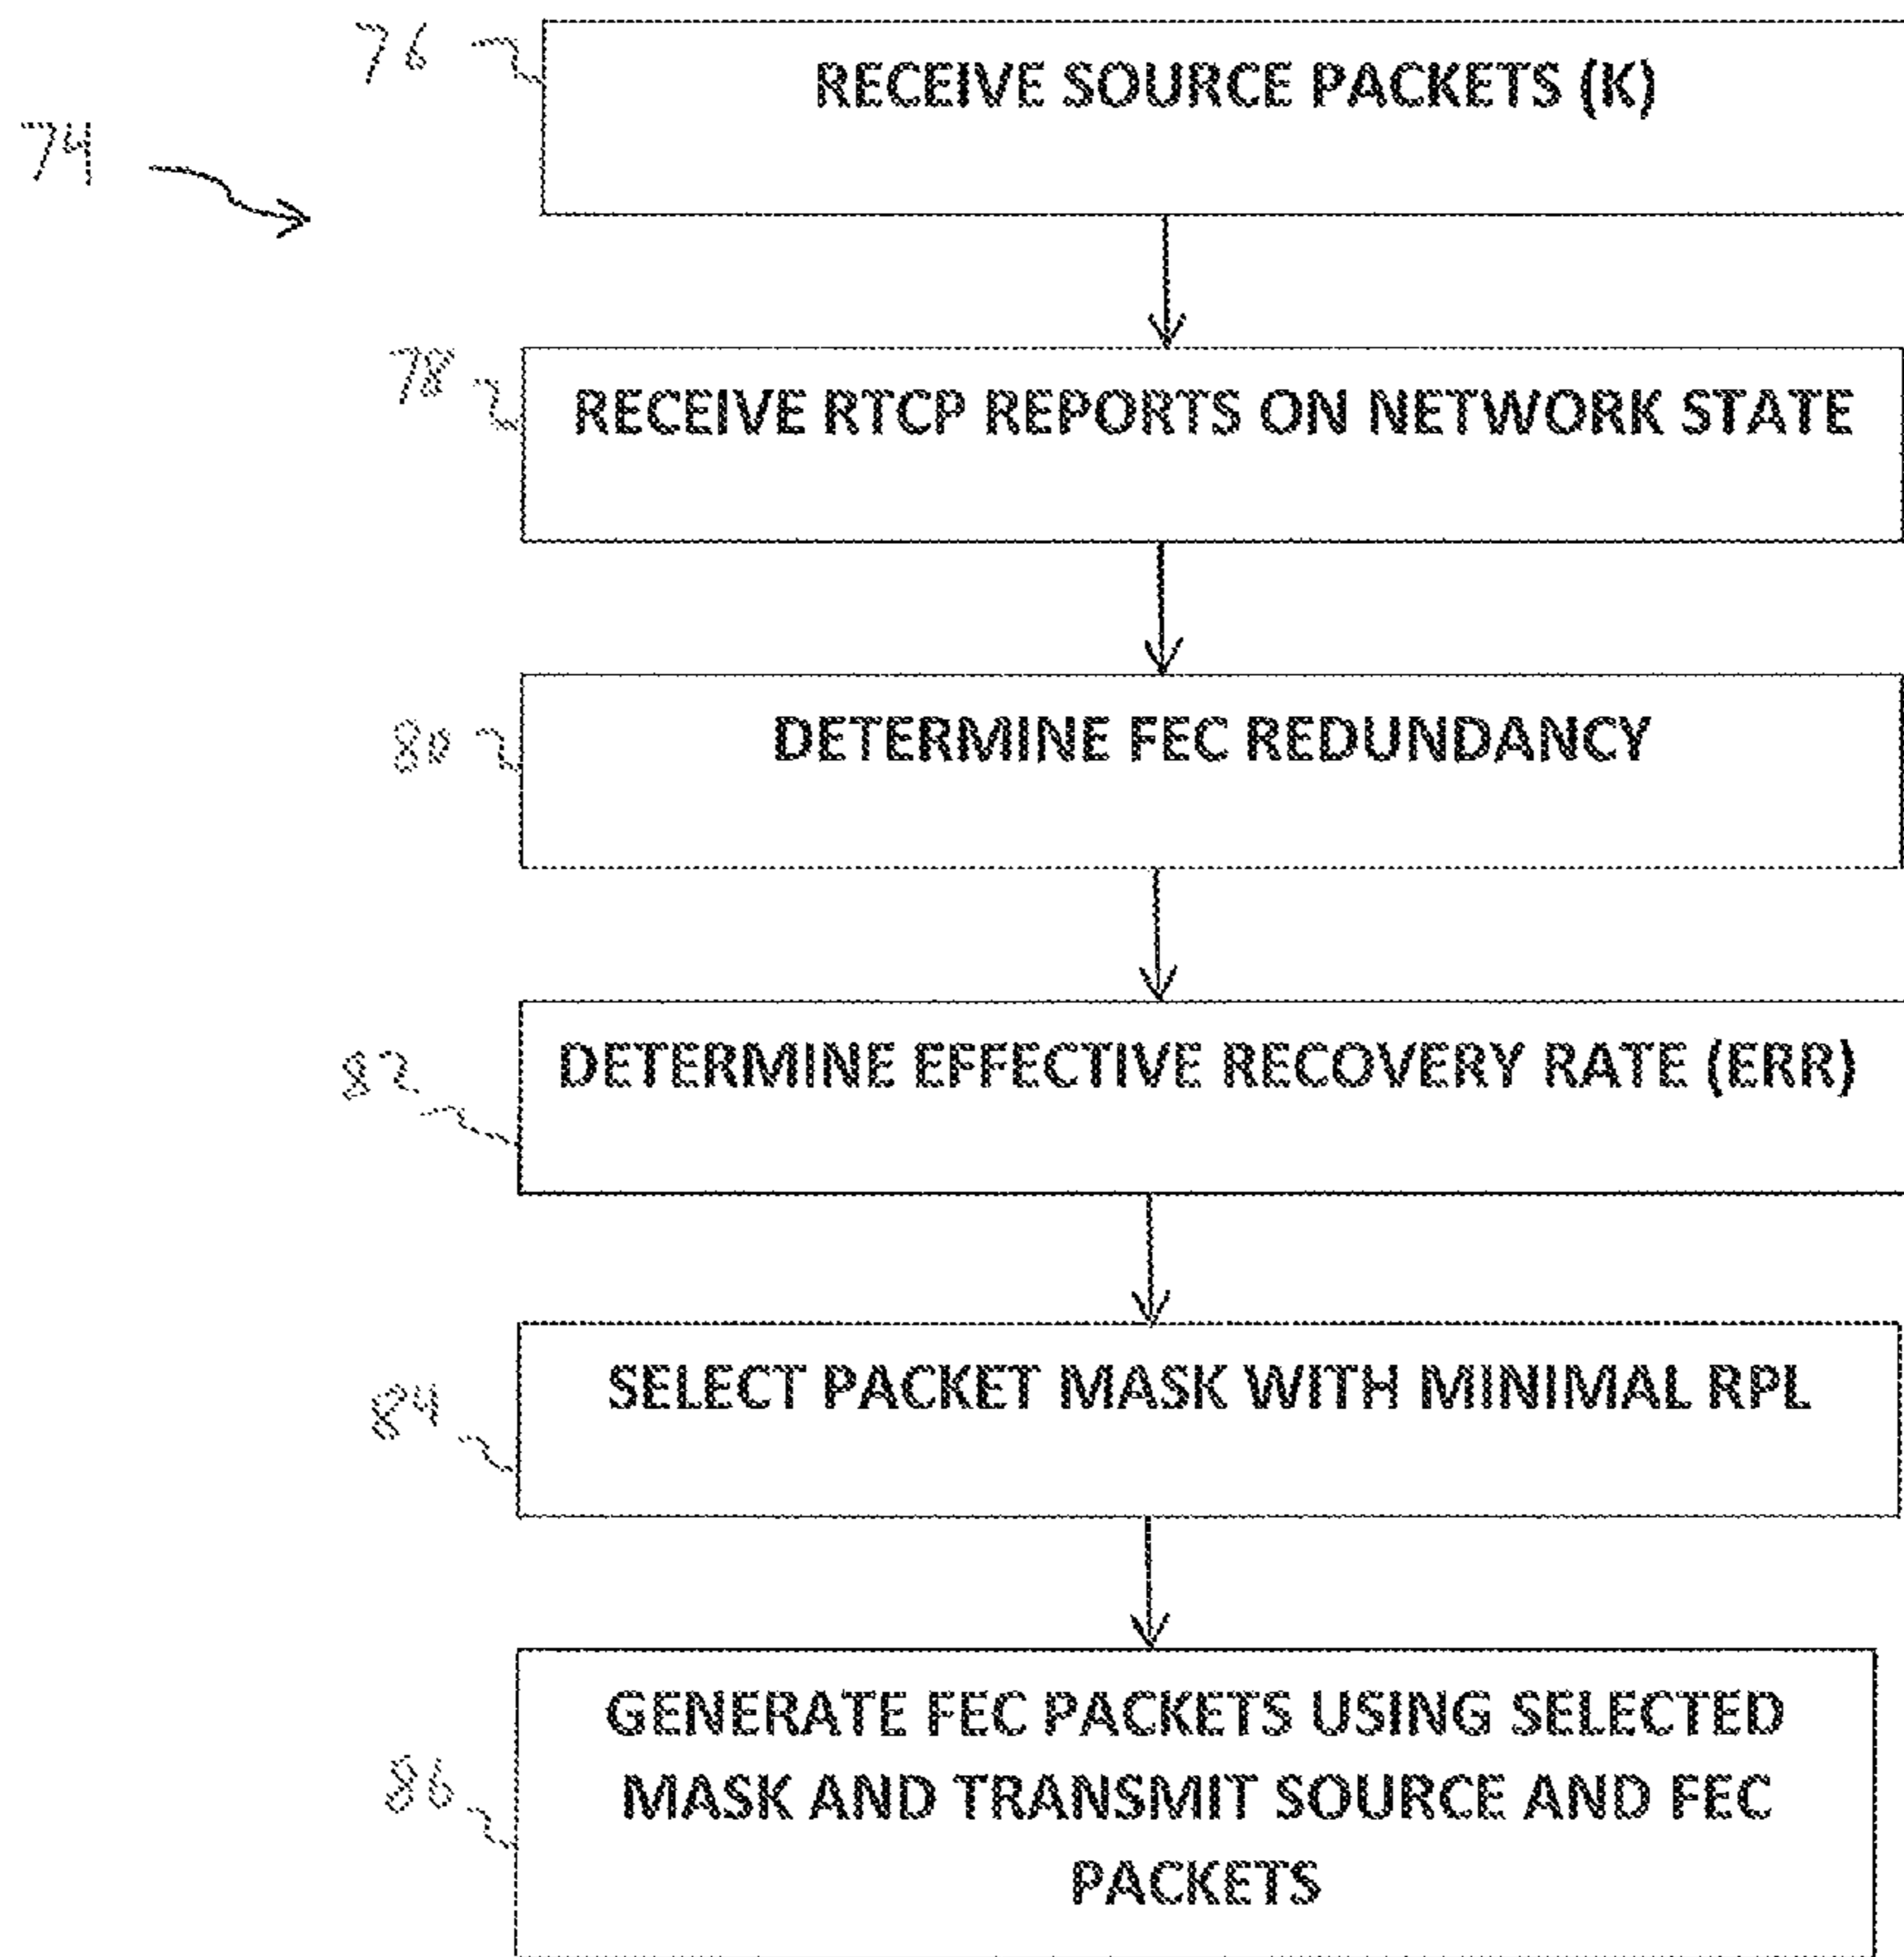 76
RECEIVE SOURCE PACKETS (K)
74
78
RECEIVE RTCP REPORTS ON NETWORK STATE
80
DETERMINE FEC REDUNDANCY
82
DETERMINE EFFECTIVE RECOVERY RATE (ERR)
84
SELECT PACKET MASK WITH MINIMAL RPL
86
GENERATE FEC PACKETS USING SELECTED
MASK AND TRANSMIT SOURCE AND FEC
PACKETS